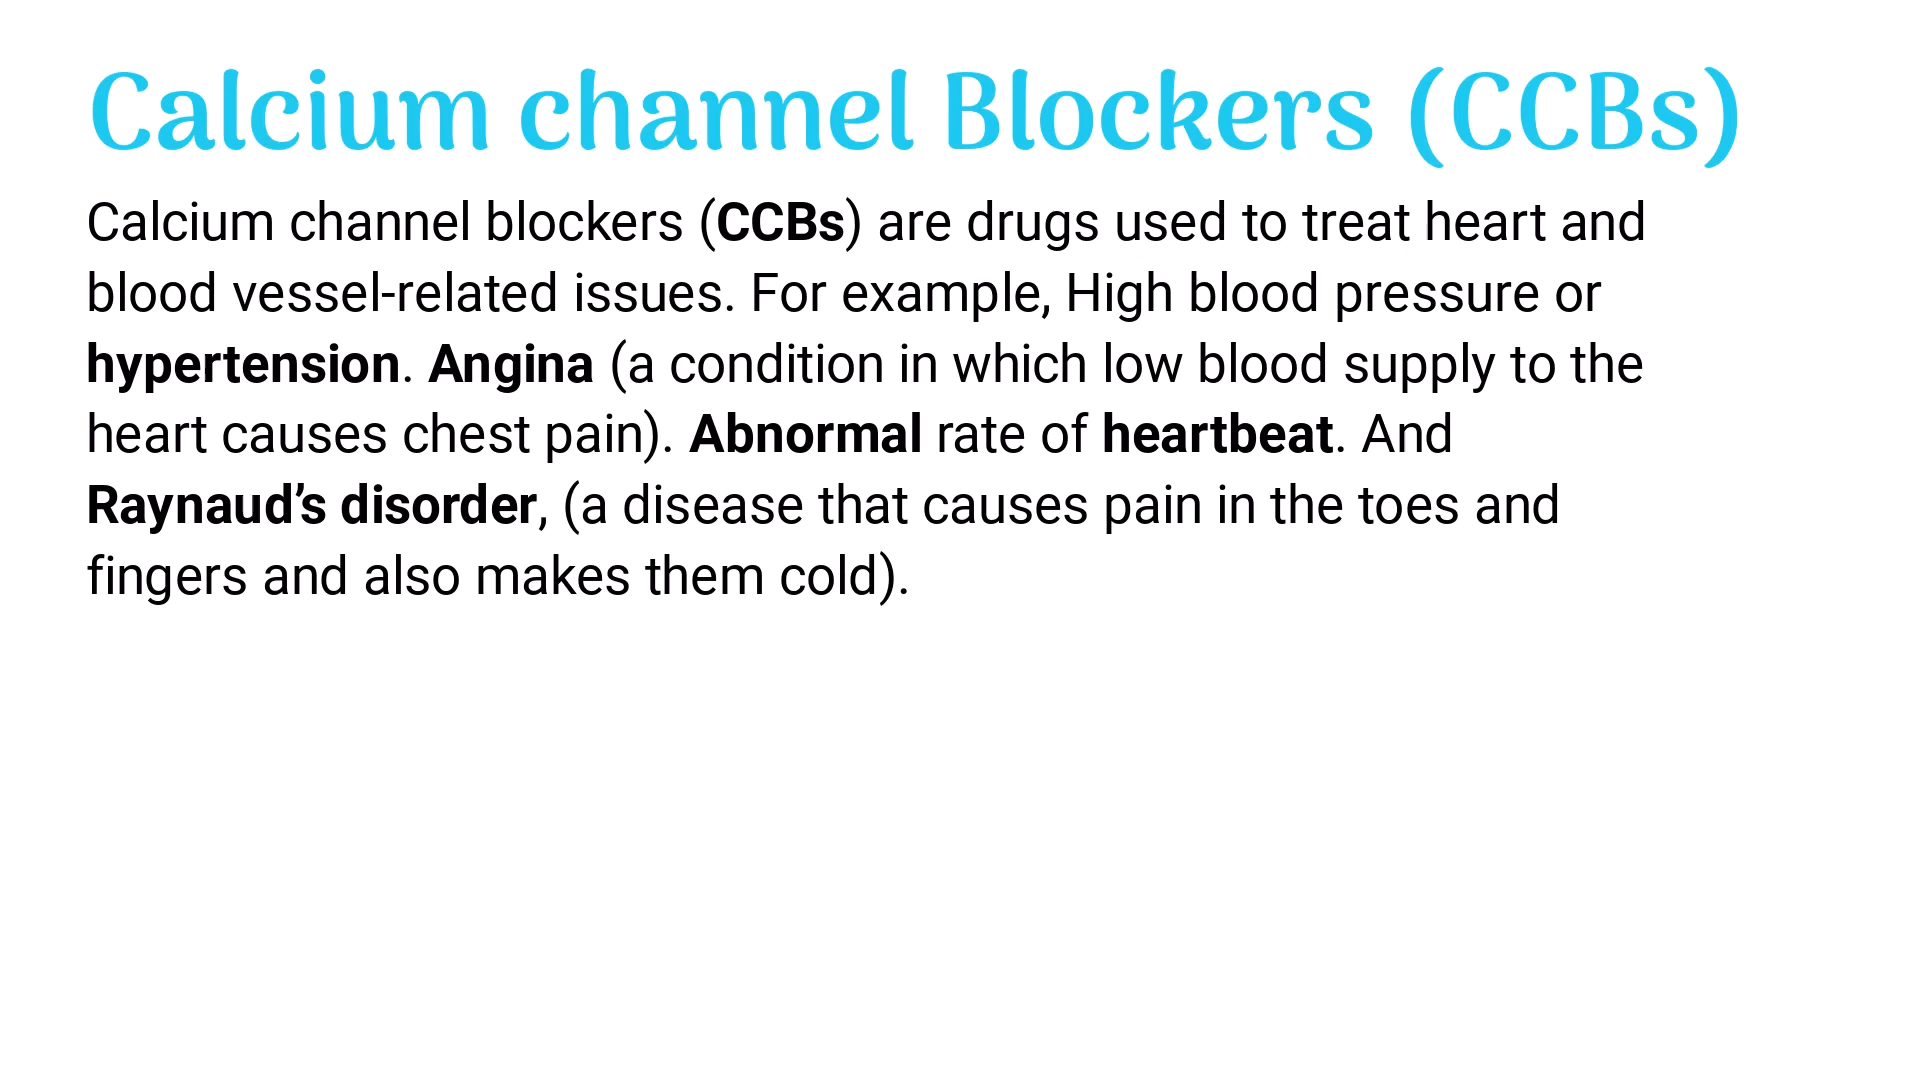 Calcium channel Blockers (CCBs)
Calcium channel blockers (CCBs) are drugs used to treat heart and
blood vessel-related issues. For example, High blood pressure or
hypertension. Angina (a condition in which low blood supply to the
heart causes chest pain). Abnormal rate of heartbeat. And
Raynaud’s disorder, (a disease that causes pain in the toes and
fingers and also makes them cold).